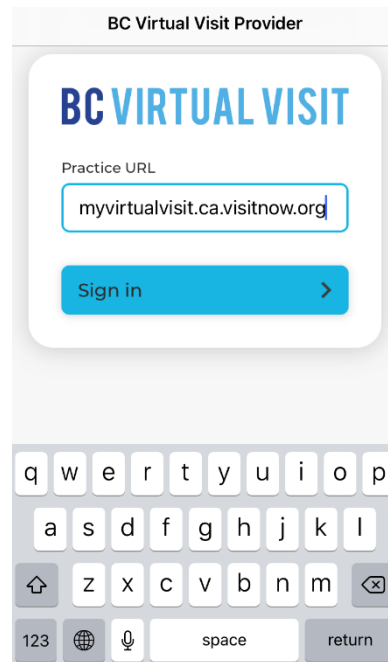 BC Virtual Visit Provider
BC VIRTUAL VISIT
Practice URL
myvirtualvisit.ca.visitnow.org
Sign in
q w e r t y u i o p
a s d f g h j k l
z x c v b n m
123 space return